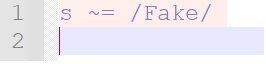 1 s ~= /Fake/
2